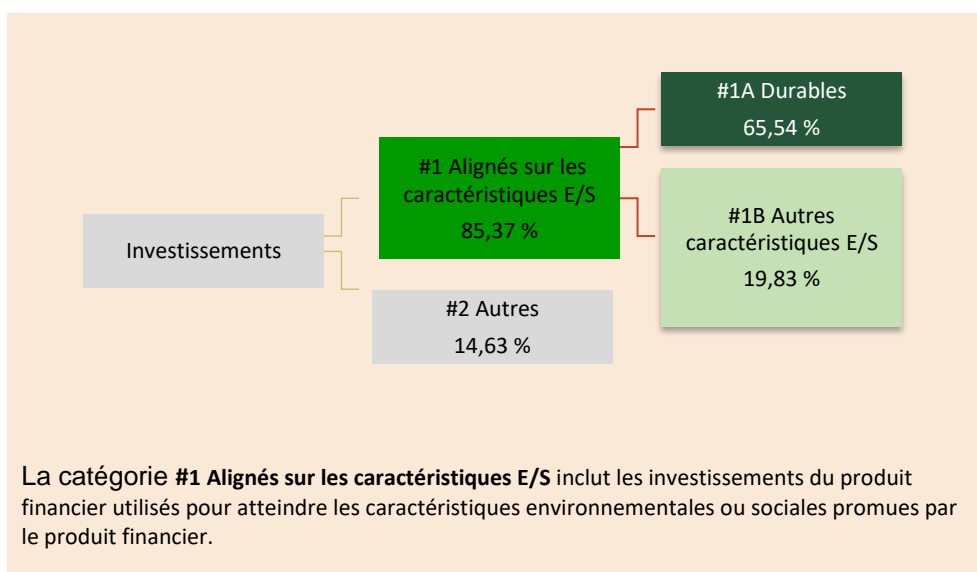 #1A Durables
65,54 %
#1 Alignés sur les
caractéristiques E/S
85,37 %
#1B Autres
caractéristiques E/S
19,83 %
Investissements
#2 Autres
14,63 %
La catégorie #1 Alignés sur les caractéristiques E/S inclut les investissements du produit
financier utilisés pour atteindre les caractéristiques environnementales ou sociales promues par
le produit financier.